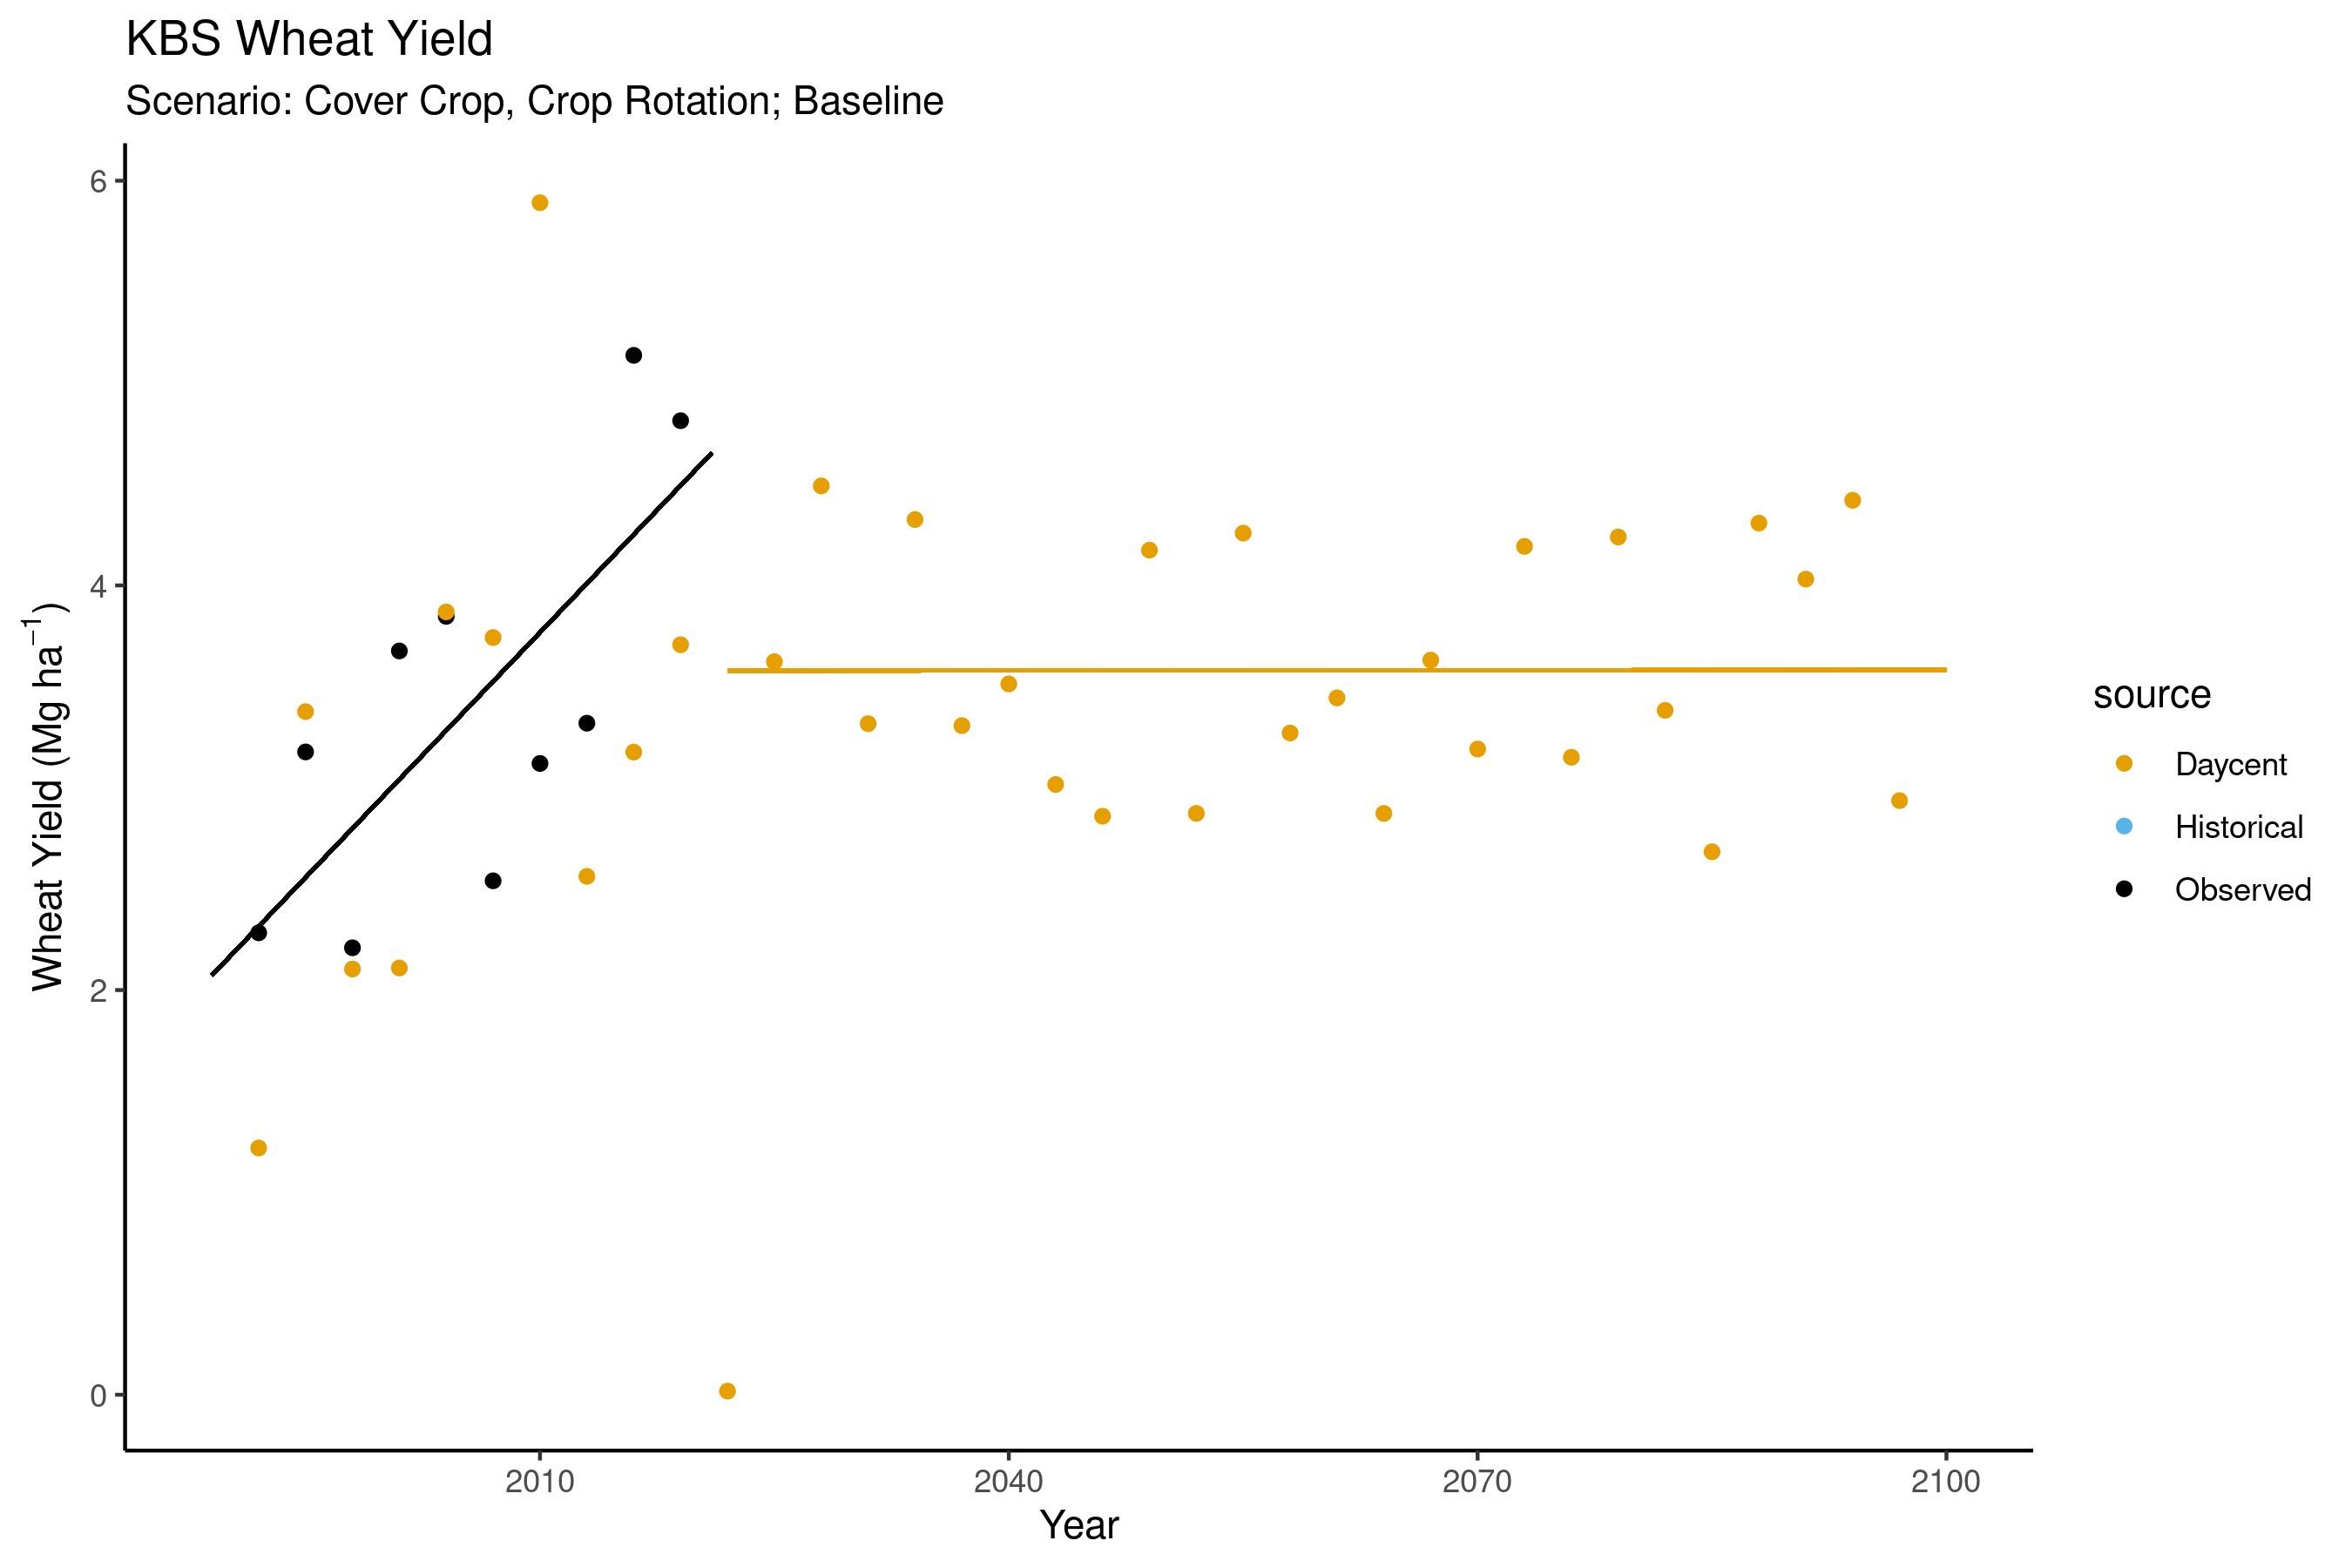 KBS Wheat Yield
Scenario: Cover Crop, Crop Rotation; Baseline
Wheat Yield (Mg ha⁻¹)
6
4
2
0
2010
2040
2070
2100
Year
source
Daycent
Historical
Observed